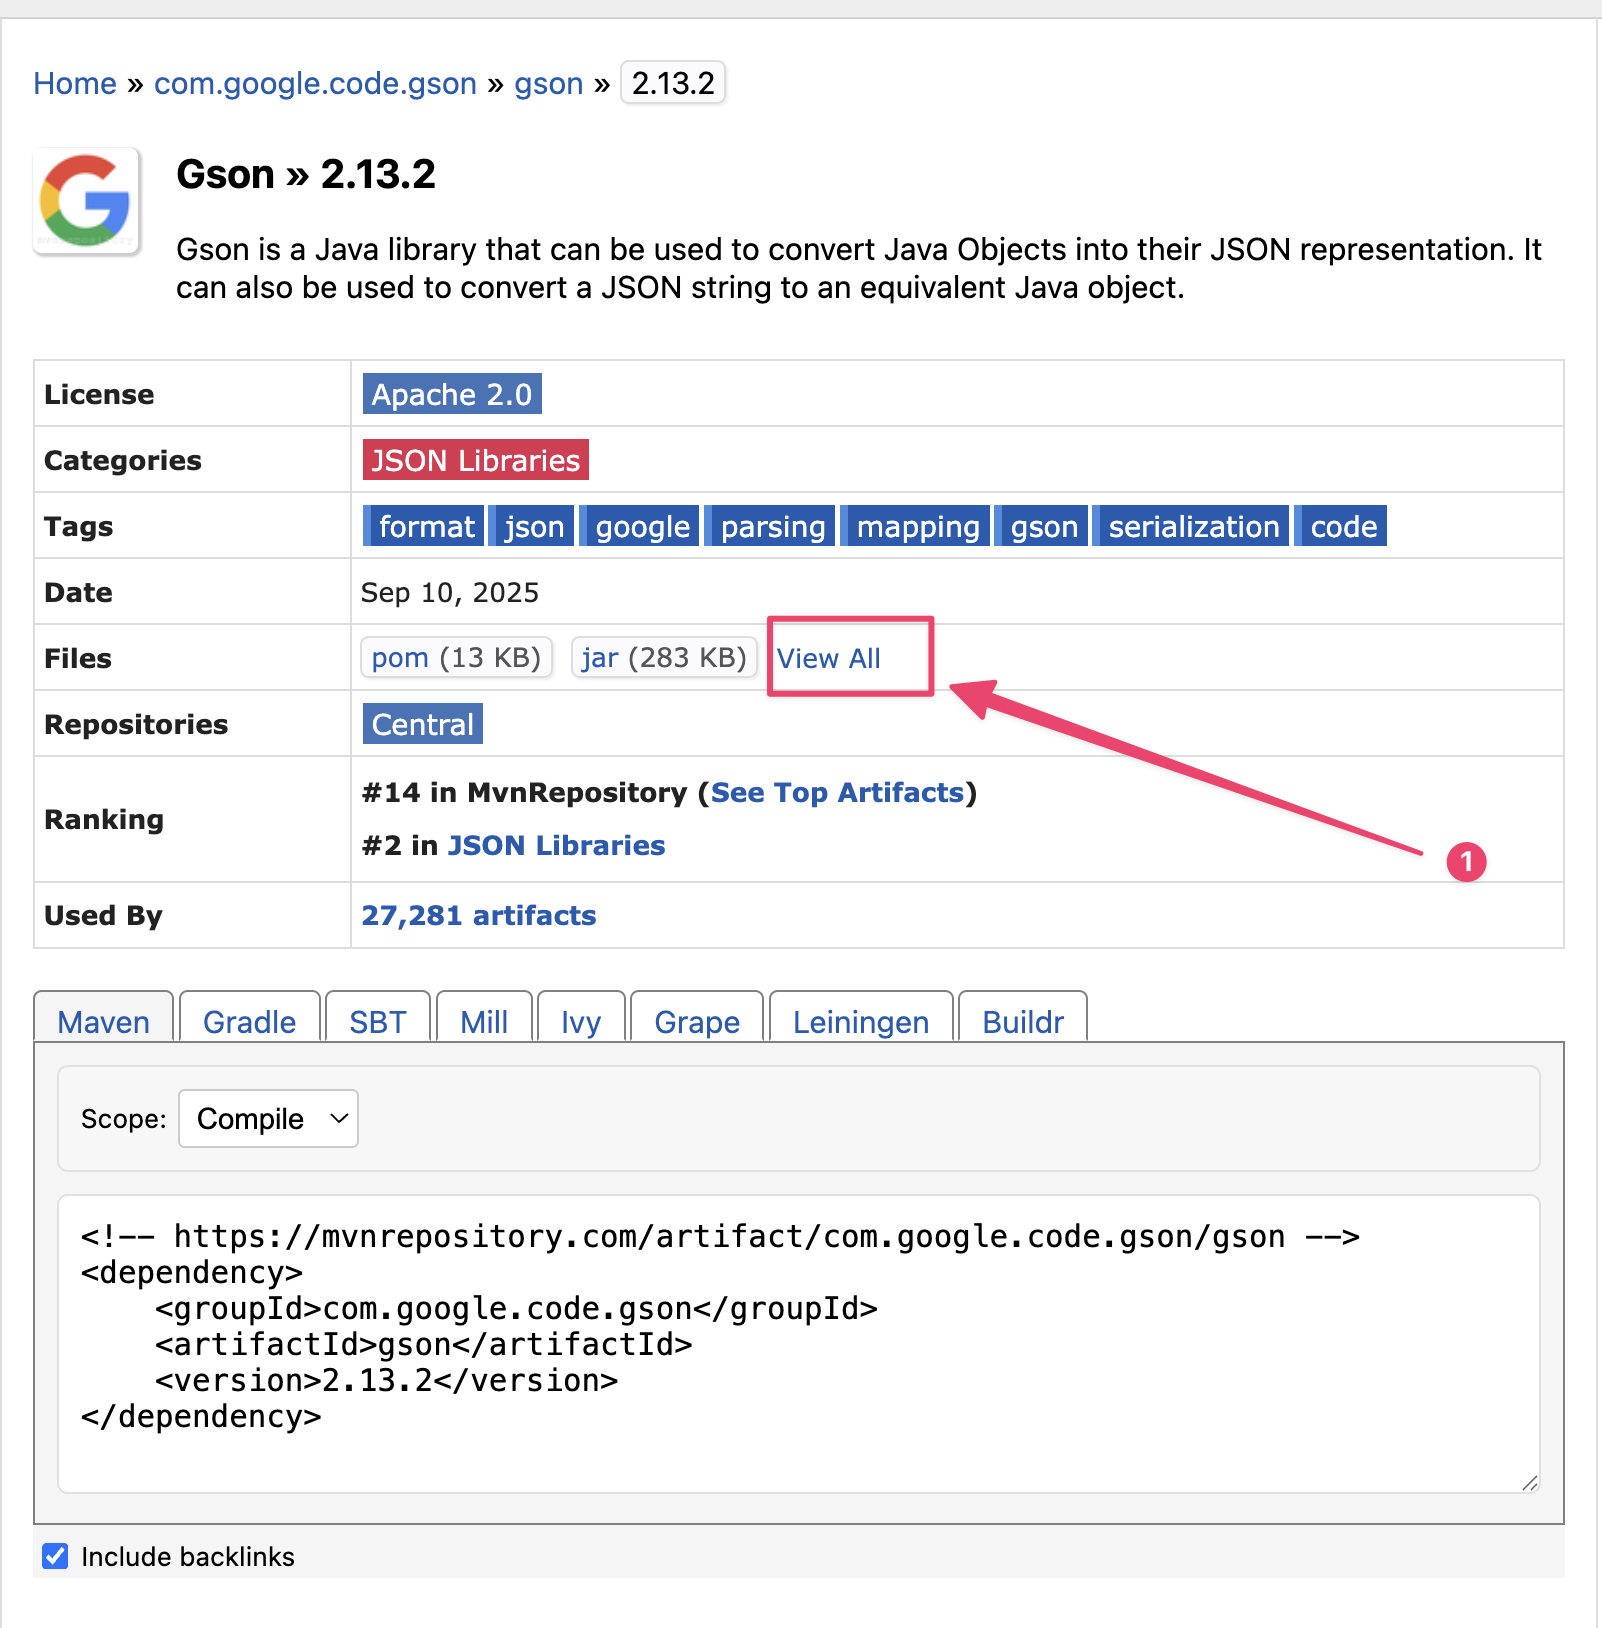 Home » com.google.code.gson » gson » 2.13.2
Gson » 2.13.2
Gson is a Java library that can be used to convert Java Objects into their JSON representation. It
can also be used to convert a JSON string to an equivalent Java object.
License Apache 2.0
Categories JSON Libraries
Tags format json google parsing mapping gson serialization code
Date Sep 10, 2025
Files pom (13 KB) jar (283 KB) View All
Repositories Central
Ranking #14 in MvnRepository (See Top Artifacts)
#2 in JSON Libraries
1
Used By 27,281 artifacts
Maven Gradle SBT Mill Ivy Grape Leiningen Buildr
Scope: Compile
<!-- https://mvnrepository.com/artifact/com.google.code.gson/gson -->
<dependency>
    <groupId>com.google.code.gson</groupId>
    <artifactId>gson</artifactId>
    <version>2.13.2</version>
</dependency>
Include backlinks